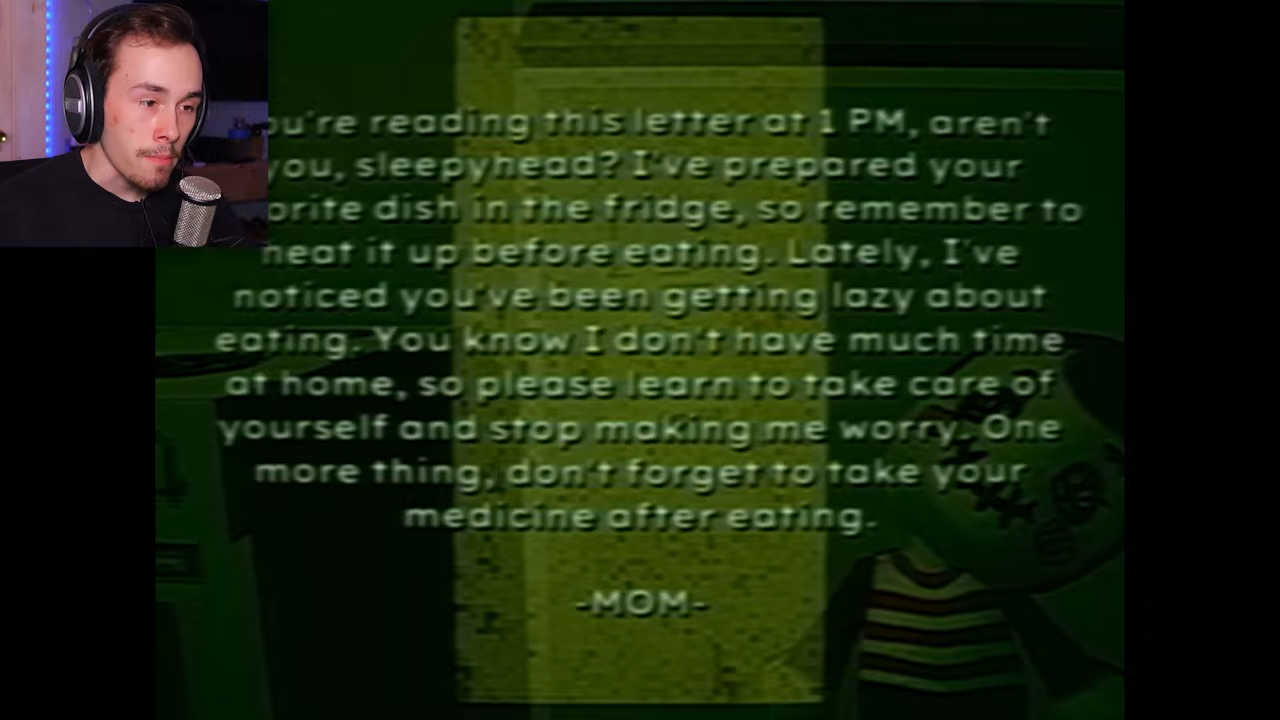 ou're reading this letter at 1 PM, aren't
you, sleepyhead? I've prepared your
orite dish in the fridge, so remember to
heat it up before eating. Lately, I've
noticed you've been getting lazy about
eating. You know I don't have much time
at home, so please learn to take care of
yourself and stop making me worry. One
more thing, don't forget to take your
medicine after eating.
-MOM-